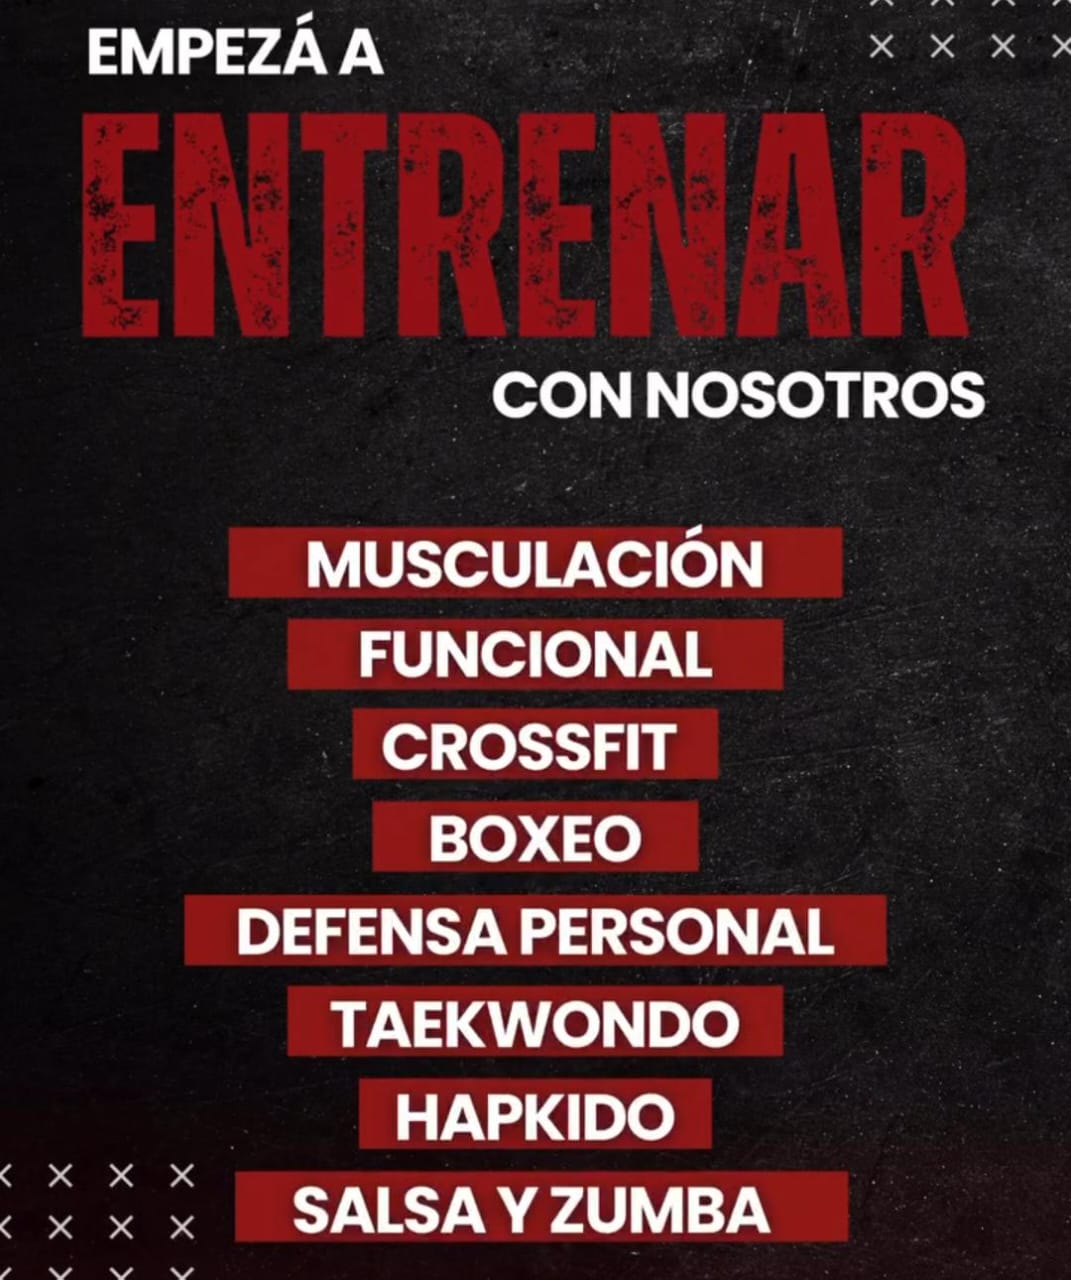 EMPEZÁ A
ENTRENAR
CON NOSOTROS
MUSCULACIÓN
FUNCIONAL
CROSSFIT
BOXEO
DEFENSA PERSONAL
TAEKWONDO
HAPKIDO
SALSA Y ZUMBA